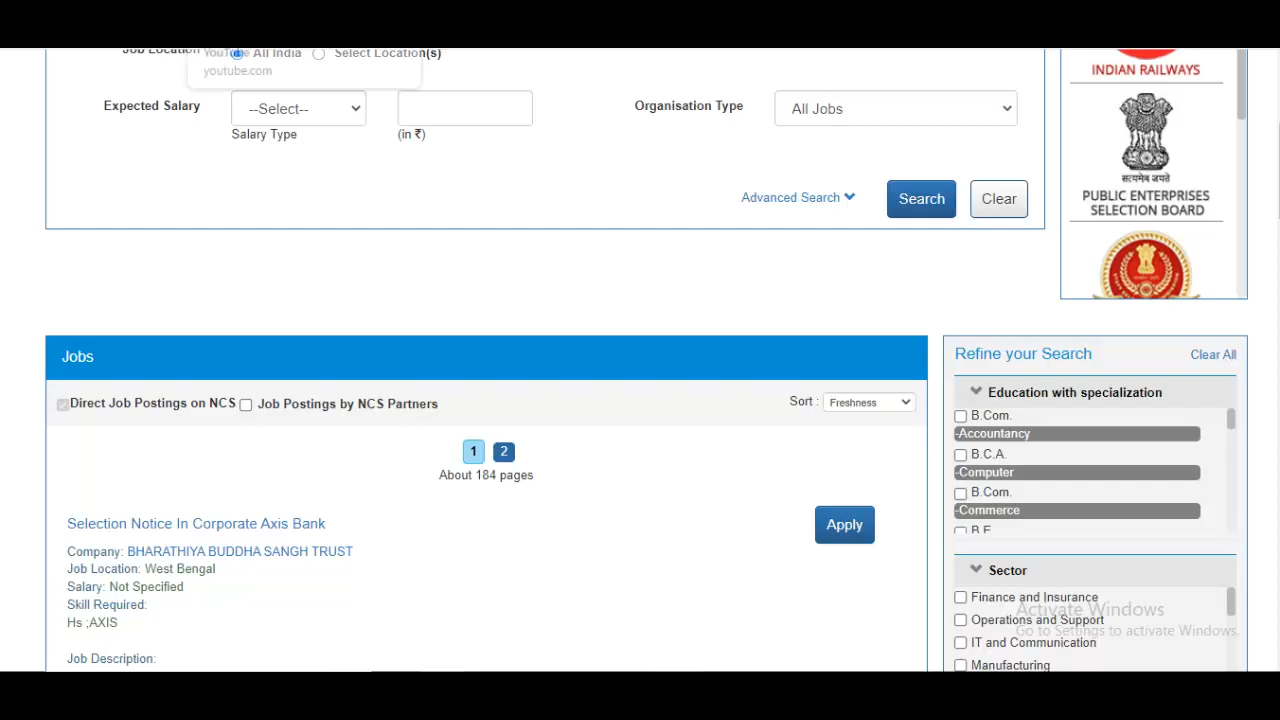 Job Location YouTube All India Select Location(s)
youtube.com
INDIAN RAILWAYS
Expected Salary --Select-- Organisation Type All Jobs
Salary Type (in ₹)
सत्यमेव जयते
PUBLIC ENTERPRISES
SELECTION BOARD
Advanced Search Search Clear
Jobs
Direct Job Postings on NCS Job Postings by NCS Partners Sort : Freshness
1 2
About 184 pages
Selection Notice In Corporate Axis Bank Apply
Company: BHARATHIYA BUDDHA SANGH TRUST
Job Location: West Bengal
Salary: Not Specified
Skill Required:
Hs ;AXIS
Job Description:
Refine your Search Clear All
Education with specialization
B.Com.
-Accountancy
B.C.A.
-Computer
B.Com.
-Commerce
B.E
Sector
Finance and Insurance
Operations and Support
IT and Communication
Manufacturing
Activate Windows
Go to Settings to activate Windows.